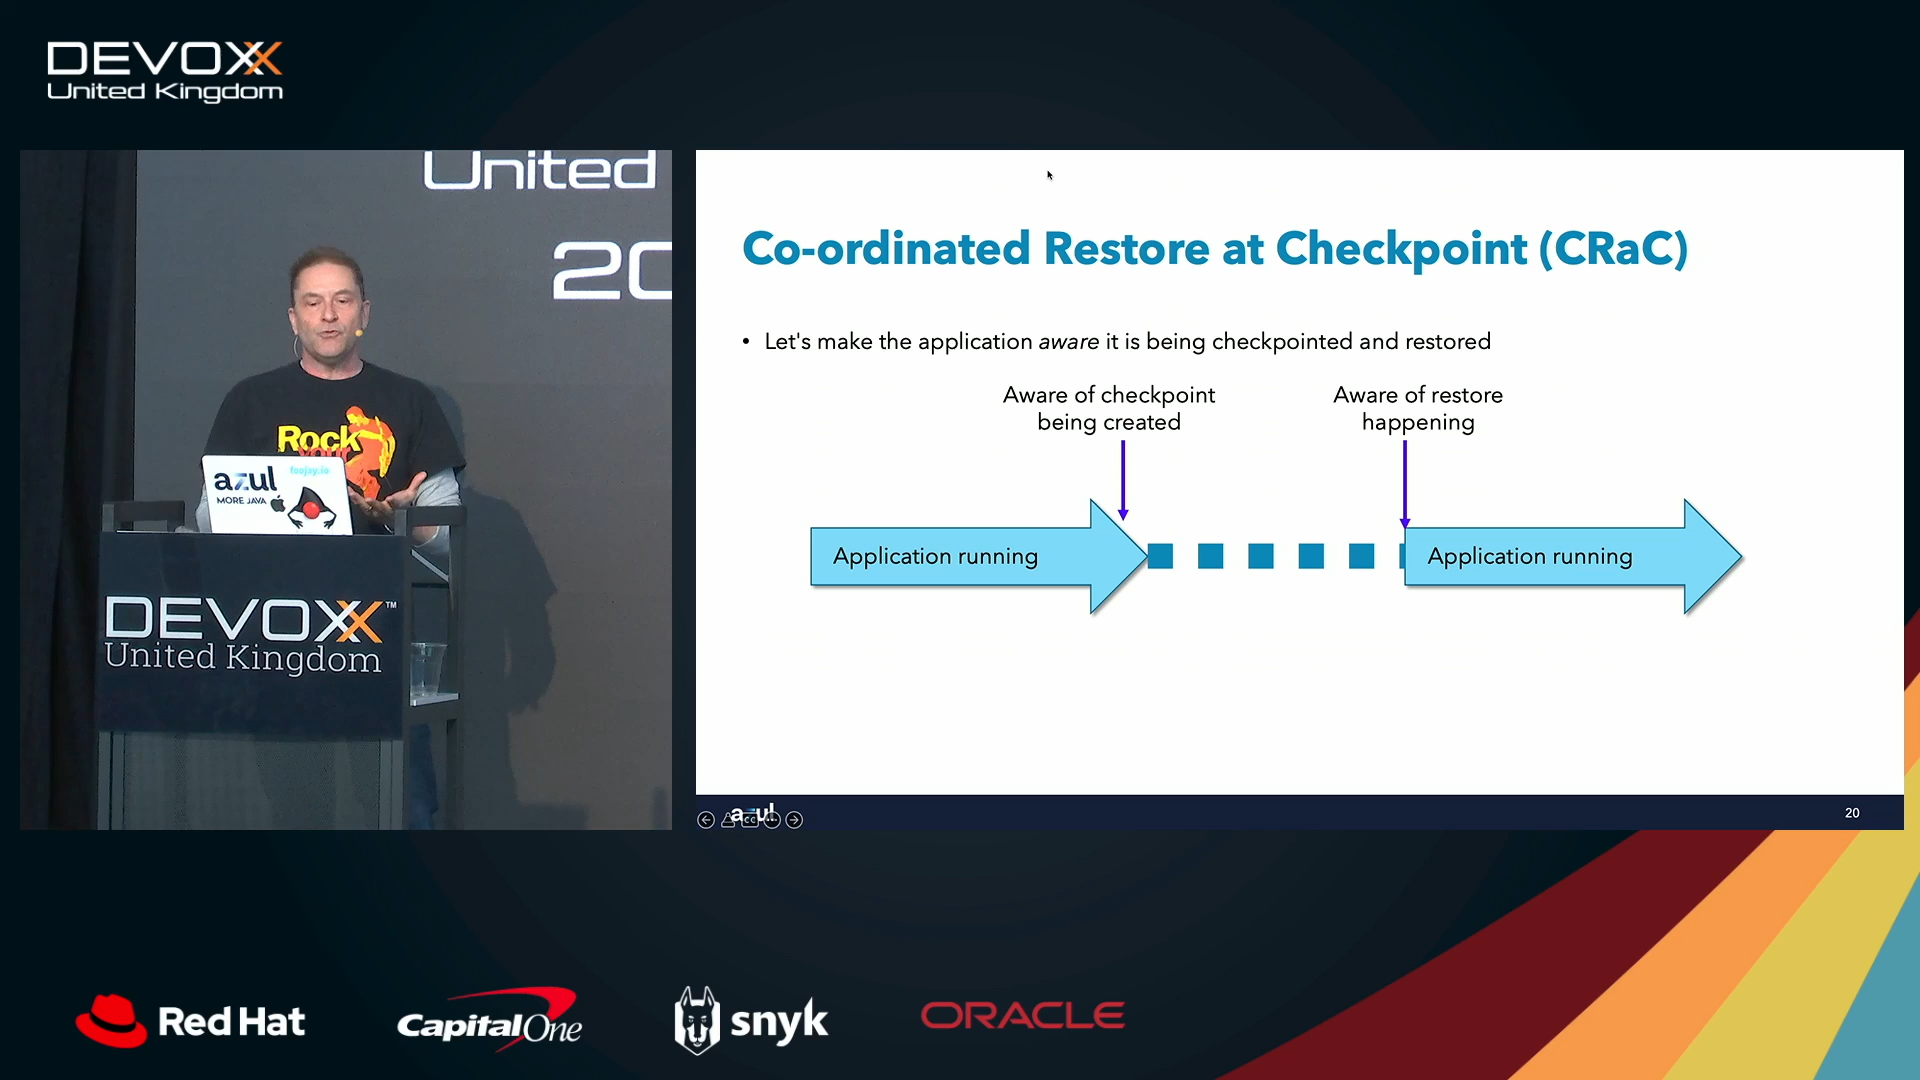 DEVOXX
United Kingdom
United
20
Rock
your
azul
MORE JAVA
foojay.io
DEVOXX™
United Kingdom
Co-ordinated Restore at Checkpoint (CRaC)
• Let's make the application aware it is being checkpointed and restored
Aware of checkpoint
being created
Aware of restore
happening
Application running
Application running
azul
20
Red Hat
Capital One
snyk
ORACLE